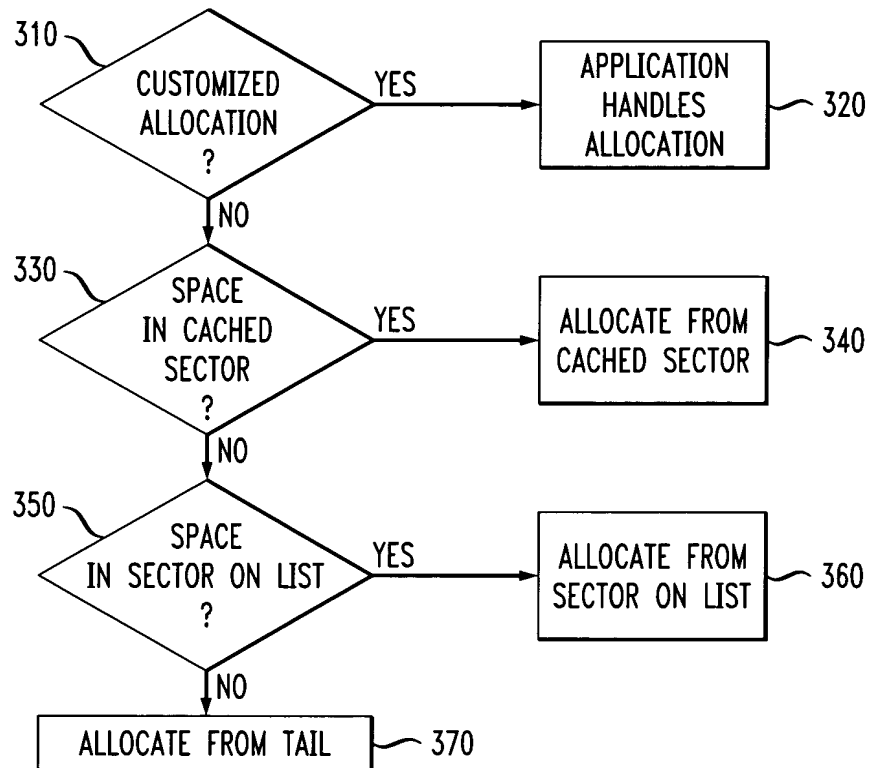 310
CUSTOMIZED
ALLOCATION
?
YES
APPLICATION
HANDLES
ALLOCATION
320
NO
330
SPACE
IN CACHED
SECTOR
?
YES
ALLOCATE FROM
CACHED SECTOR
340
NO
350
SPACE
IN SECTOR ON LIST
?
YES
ALLOCATE FROM
SECTOR ON LIST
360
NO
ALLOCATE FROM TAIL
370